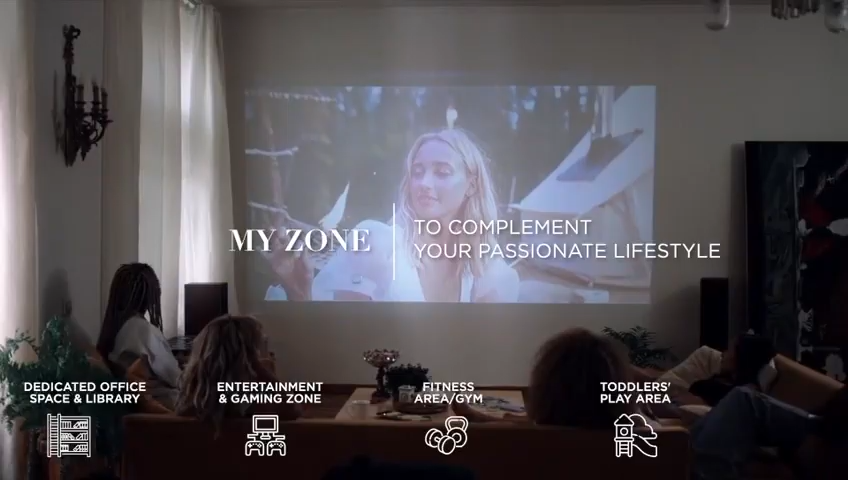 MY ZONE
TO COMPLEMENT
YOUR PASSIONATE LIFESTYLE
DEDICATED OFFICE
SPACE & LIBRARY
ENTERTAINMENT
& GAMING ZONE
FITNESS
AREA/GYM
TODDLERS'
PLAY AREA